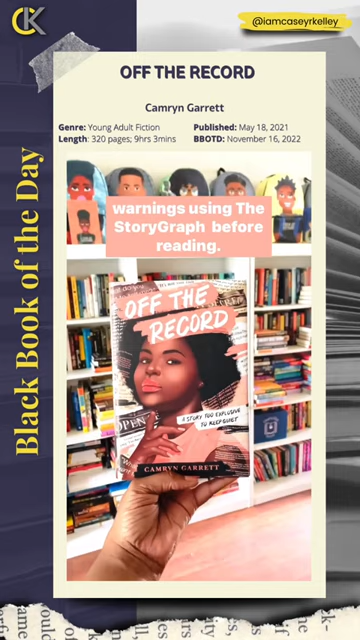 CK
@iamcaseyrkelley
OFF THE RECORD
Camryn Garrett
Genre: Young Adult Fiction
Published: May 18, 2021
Length: 320 pages; 9hrs 3mins
BBOTD: November 16, 2022
Black Book of the Day
warnings using The
StoryGraph before
reading.
OFF THE
RECORD
OPEN
A STORY TOO EXPLOSIVE
TO KEEP QUIET
CAMRYN GARRETT